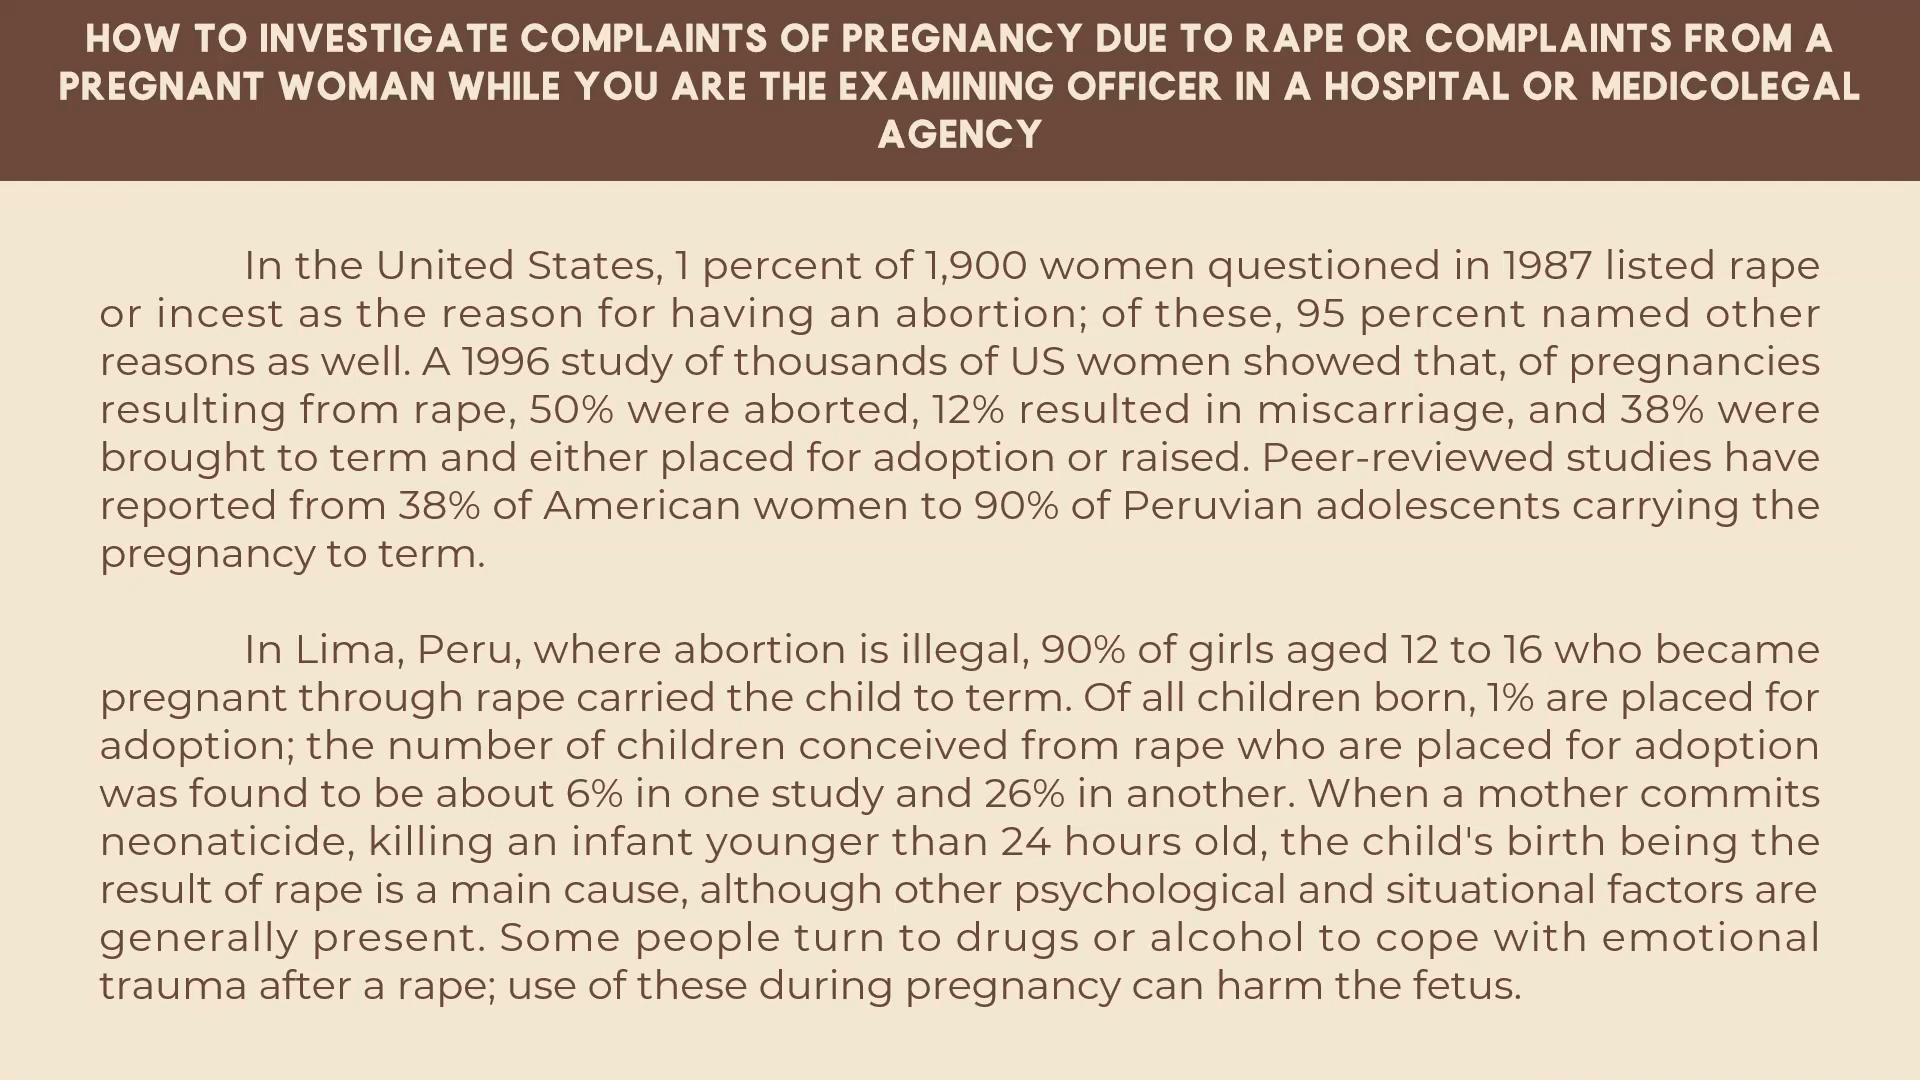 HOW TO INVESTIGATE COMPLAINTS OF PREGNANCY DUE TO RAPE OR COMPLAINTS FROM A
PREGNANT WOMAN WHILE YOU ARE THE EXAMINING OFFICER IN A HOSPITAL OR MEDICOLEGAL
AGENCY
In the United States, 1 percent of 1,900 women questioned in 1987 listed rape
or incest as the reason for having an abortion; of these, 95 percent named other
reasons as well. A 1996 study of thousands of US women showed that, of pregnancies
resulting from rape, 50% were aborted, 12% resulted in miscarriage, and 38% were
brought to term and either placed for adoption or raised. Peer-reviewed studies have
reported from 38% of American women to 90% of Peruvian adolescents carrying the
pregnancy to term.
In Lima, Peru, where abortion is illegal, 90% of girls aged 12 to 16 who became
pregnant through rape carried the child to term. Of all children born, 1% are placed for
adoption; the number of children conceived from rape who are placed for adoption
was found to be about 6% in one study and 26% in another. When a mother commits
neonaticide, killing an infant younger than 24 hours old, the child's birth being the
result of rape is a main cause, although other psychological and situational factors are
generally present. Some people turn to drugs or alcohol to cope with emotional
trauma after a rape; use of these during pregnancy can harm the fetus.